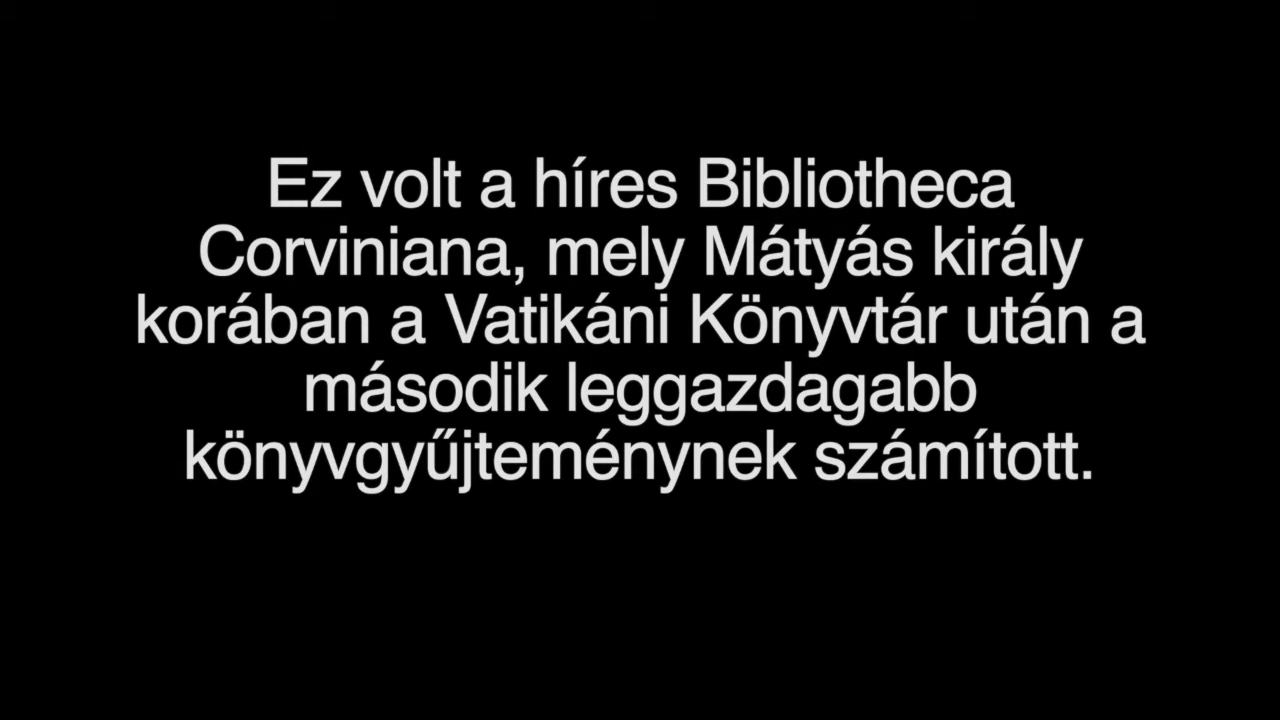 Ez volt a híres Bibliotheca
Corviniana, mely Mátyás király
korában a Vatikáni Könyvtár után a
második leggazdagabb
könyvgyűjteménynek számított.